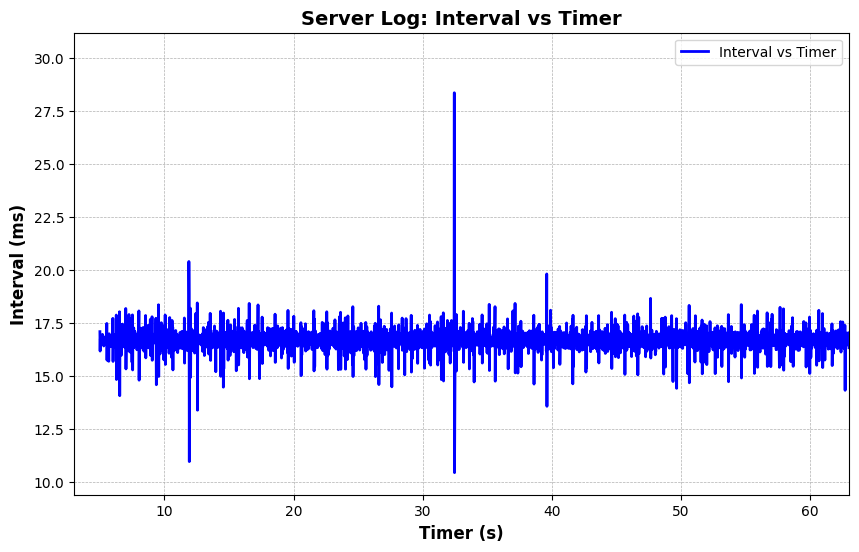 Server Log: Interval vs Timer
Interval vs Timer
30.0
27.5
25.0
22.5
20.0
17.5
15.0
12.5
10.0
Interval (ms)
10 20 30 40 50 60
Timer (s)